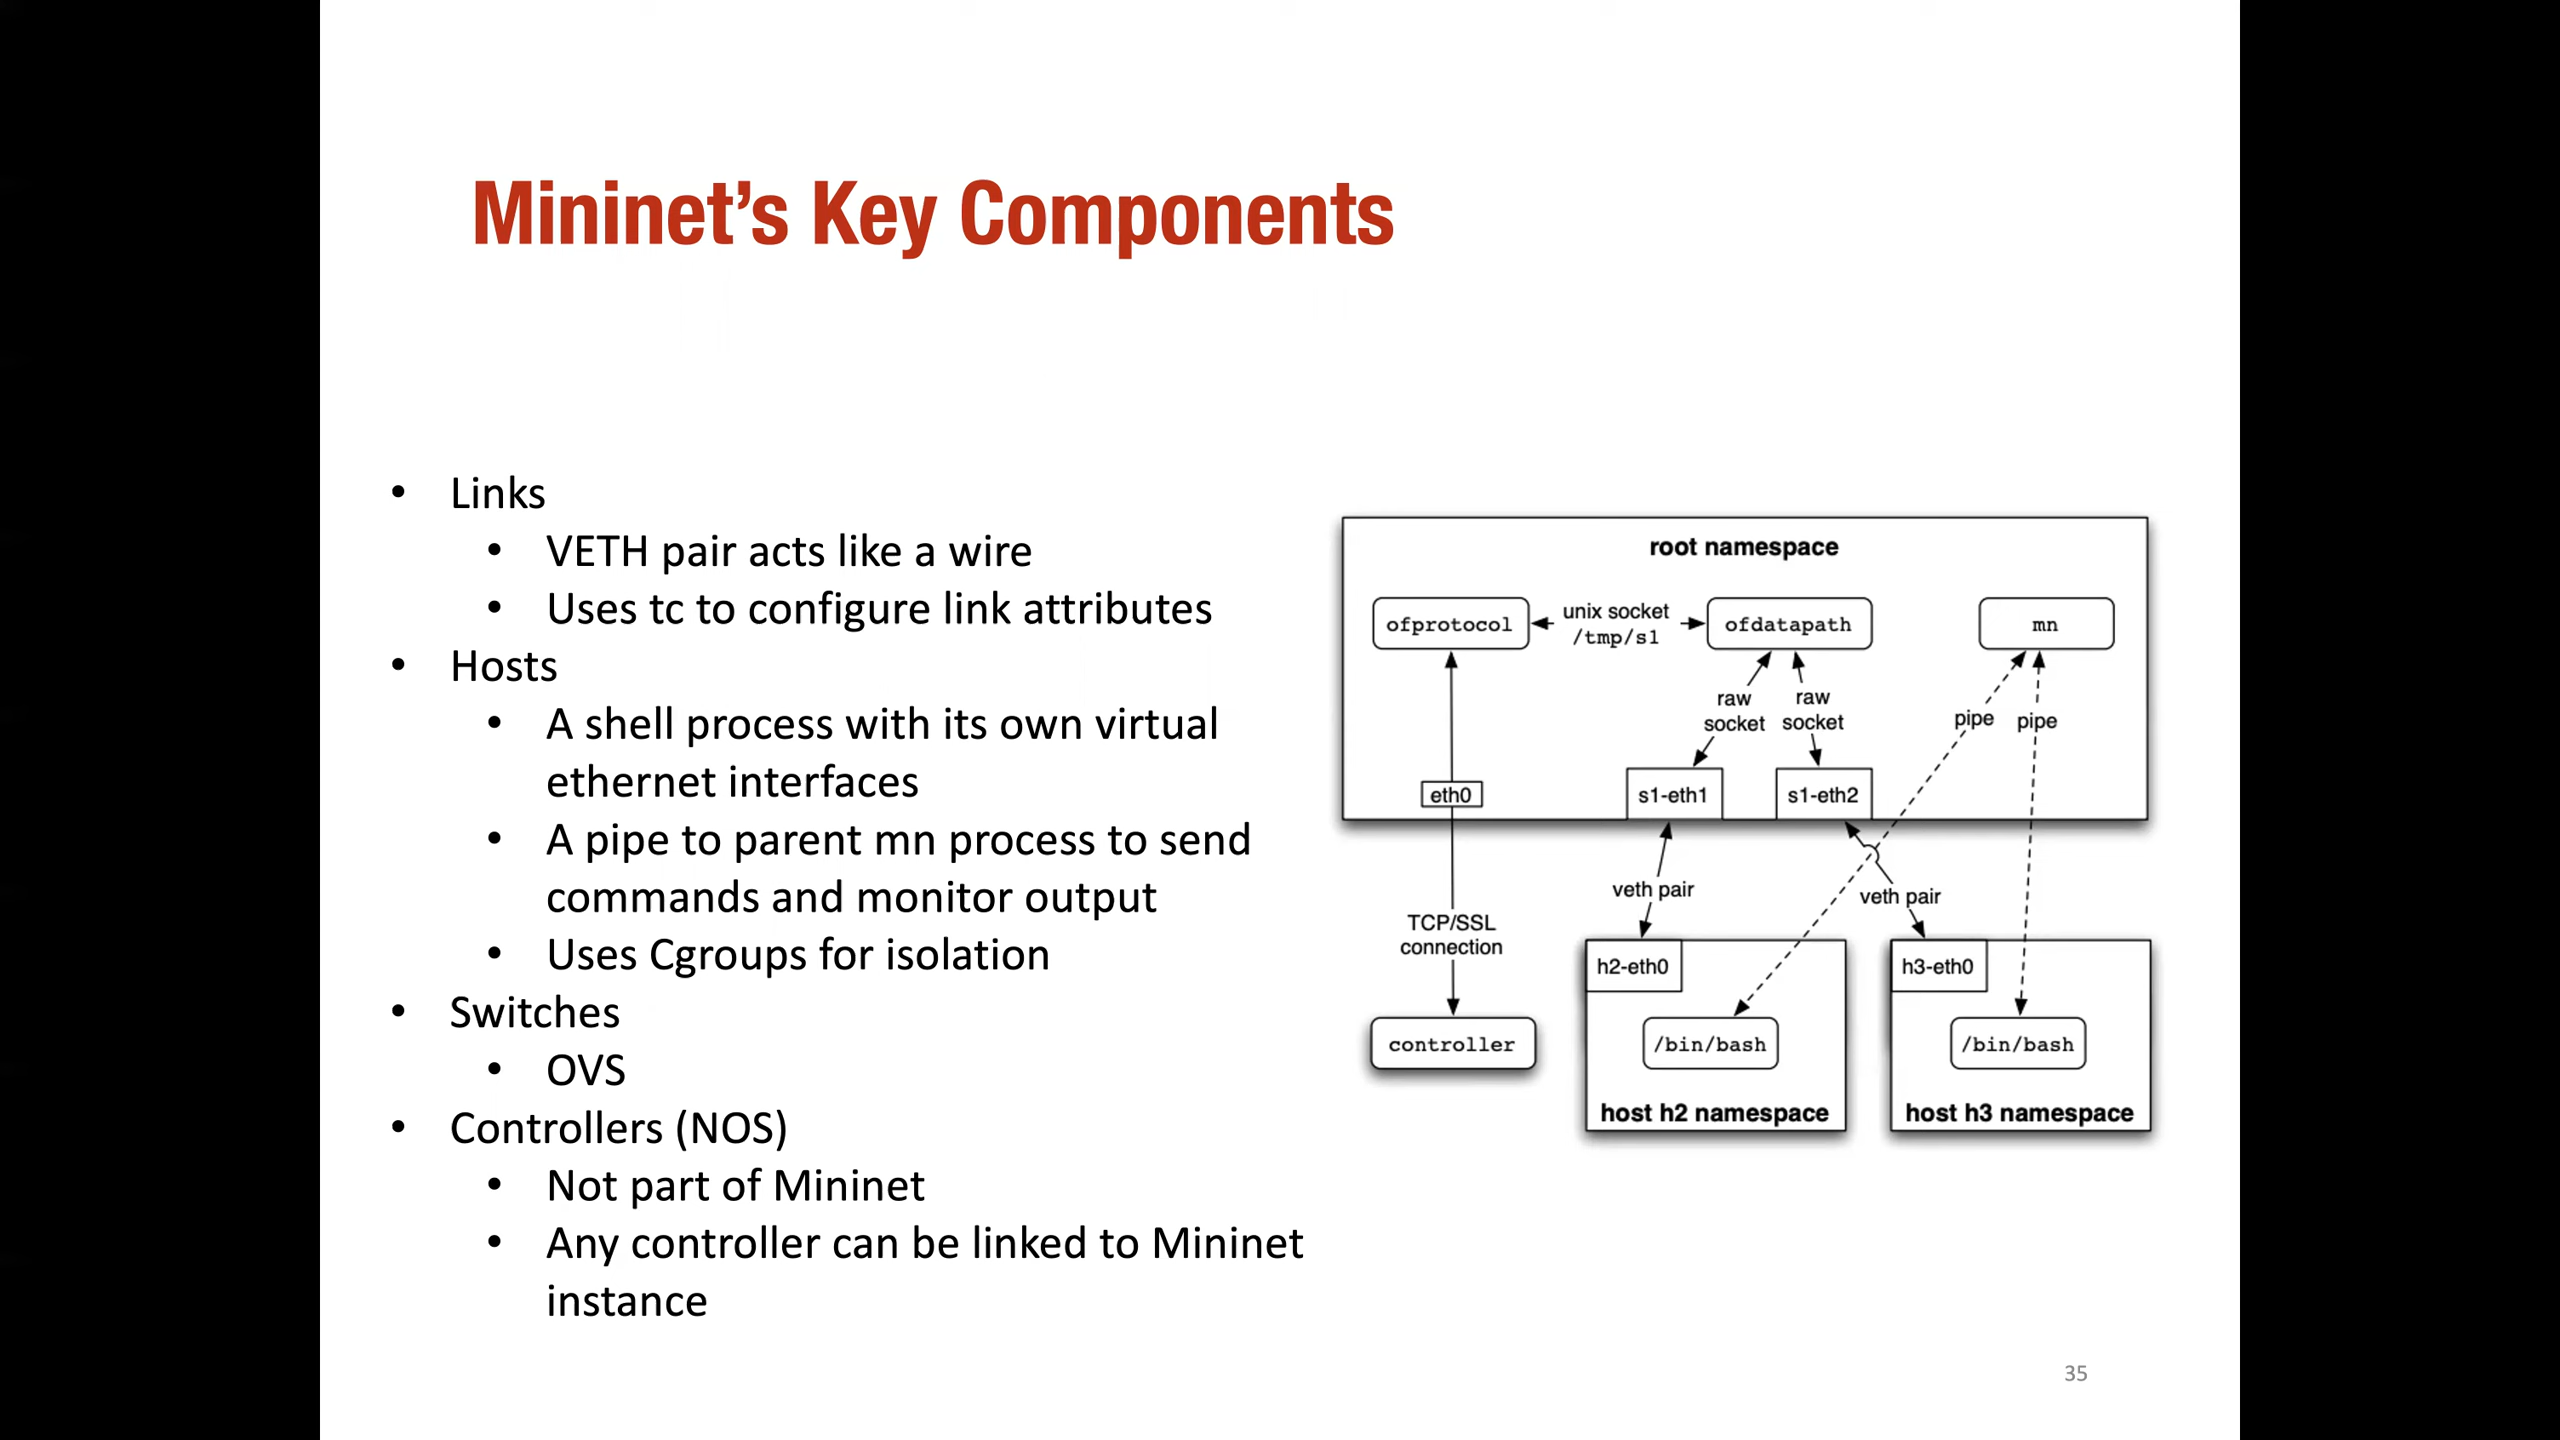 Mininet’s Key Components
• Links
• VETH pair acts like a wire
• Uses tc to configure link attributes
• Hosts
• A shell process with its own virtual
ethernet interfaces
• A pipe to parent mn process to send
commands and monitor output
• Uses Cgroups for isolation
• Switches
• OVS
• Controllers (NOS)
• Not part of Mininet
• Any controller can be linked to Mininet
instance
root namespace
ofprotocol
unix socket
/tmp/s1
ofdatapath
mn
raw
socket
raw
socket
pipe
pipe
eth0
s1-eth1
s1-eth2
veth pair
veth pair
TCP/SSL
connection
h2-eth0
h3-eth0
controller
/bin/bash
/bin/bash
host h2 namespace
host h3 namespace
35